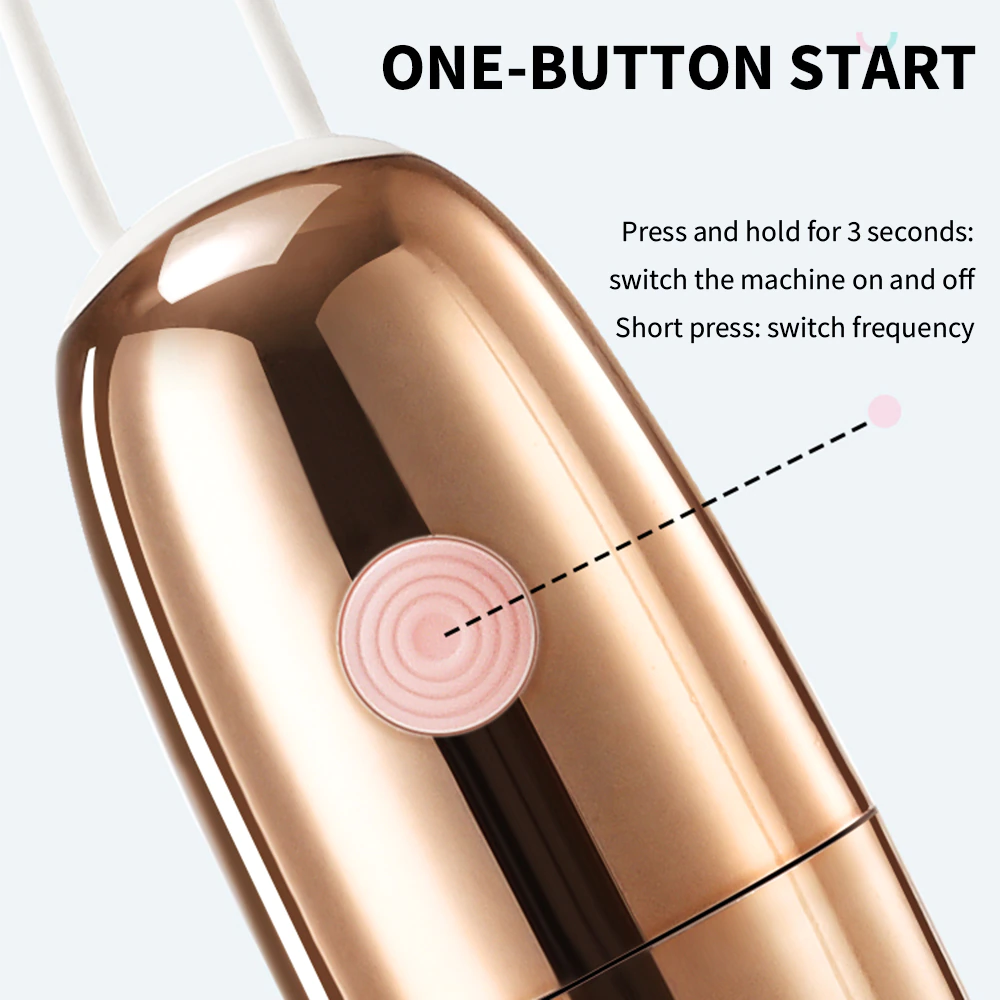 ONE-BUTTON START
Press and hold for 3 seconds:
switch the machine on and off
Short press: switch frequency